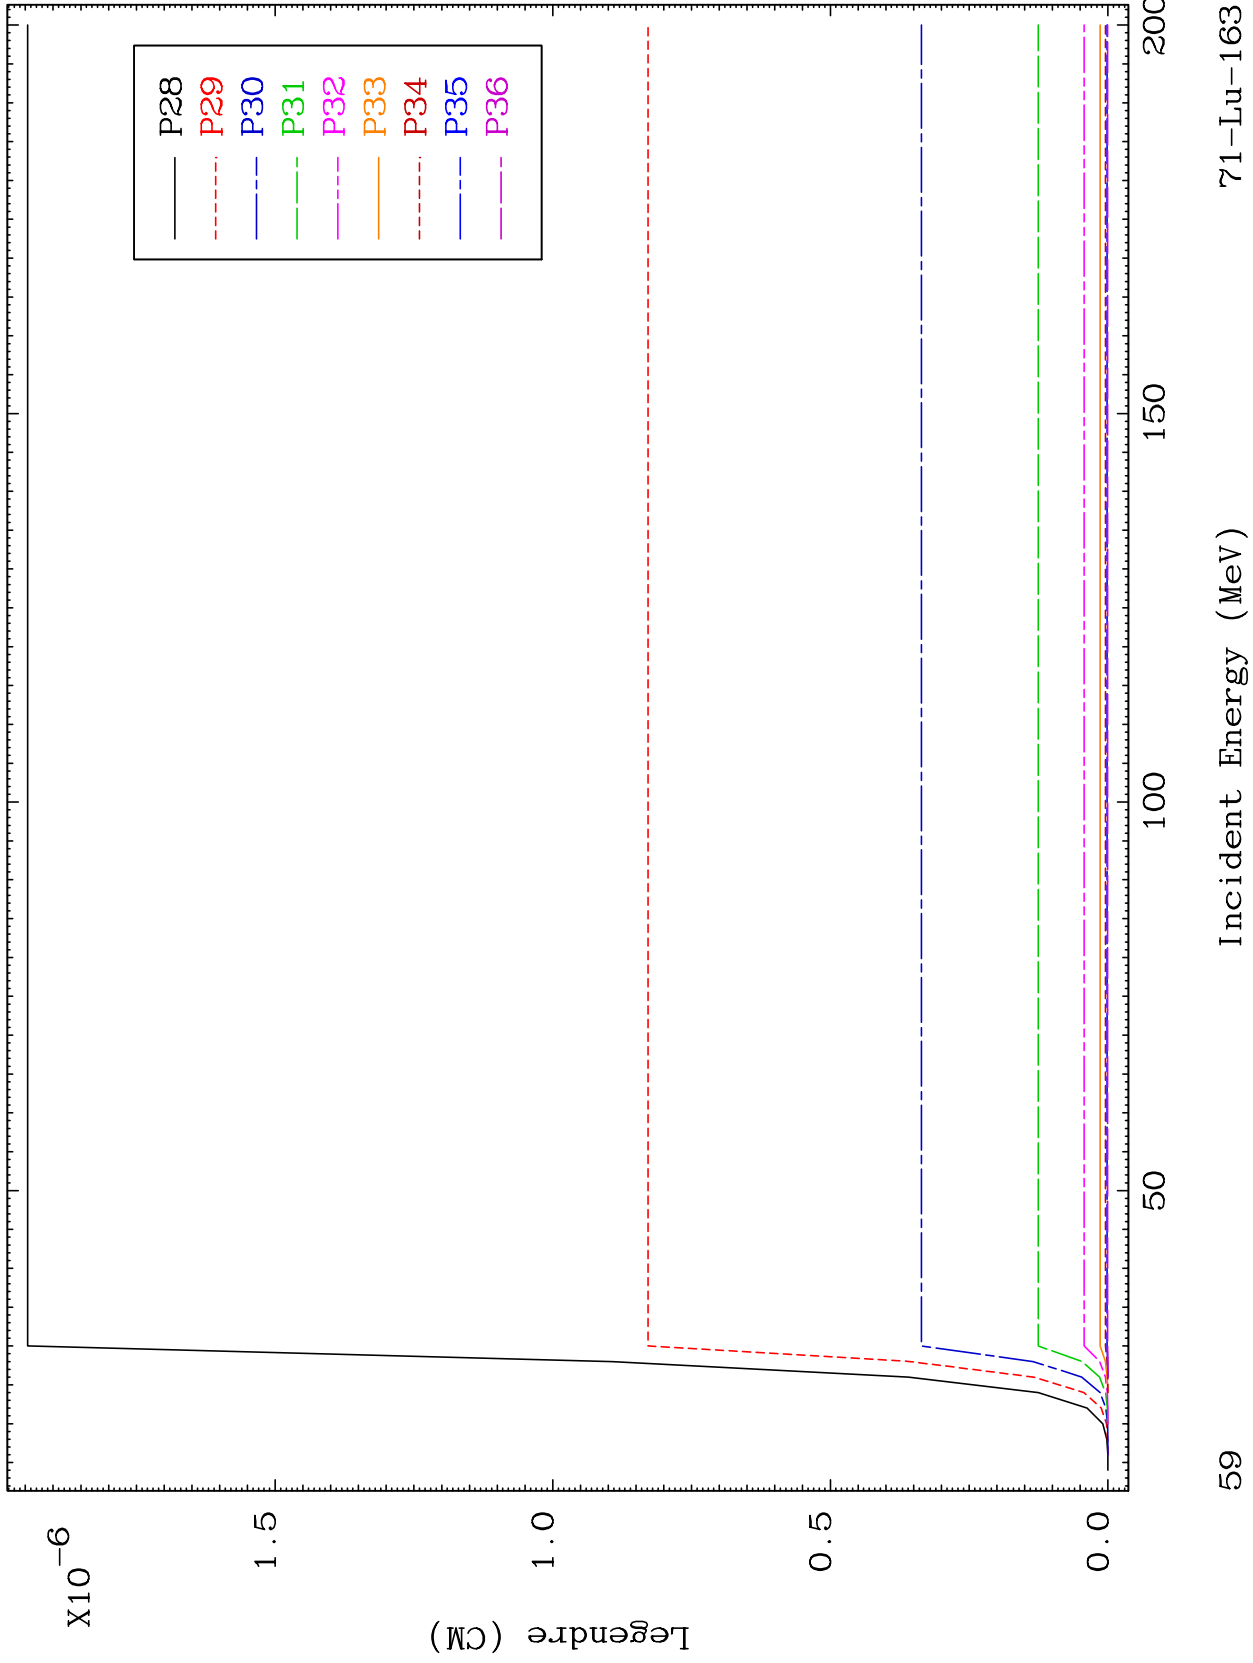 X10-6
1.5
1.0
0.5
0.0
Legendre (CM)
P28
P29
P30
P31
P32
P33
P34
P35
P36
50
100
150
200
59
Incident Energy (MeV)
71-Lu-163